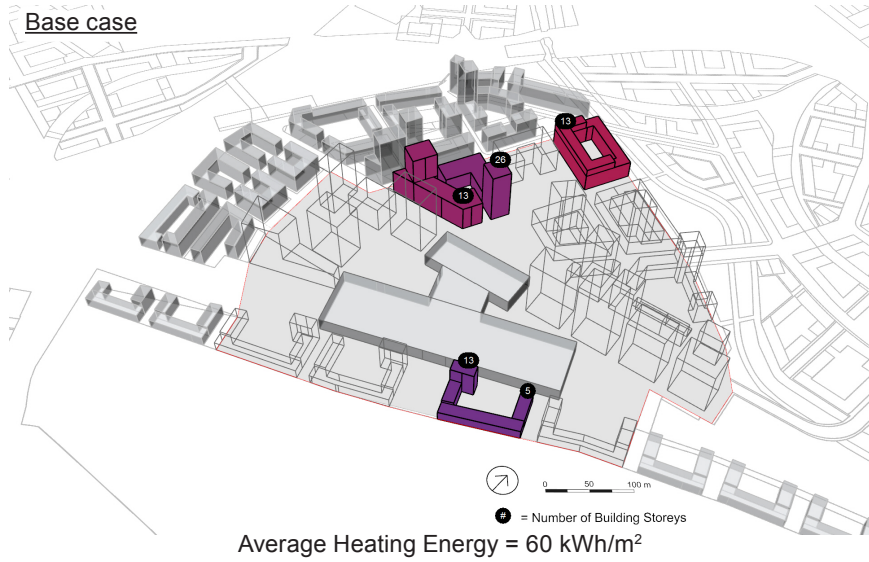 Base case
13
26
13
13
5
0 50 100 m
# = Number of Building Storeys
Average Heating Energy = 60 kWh/m²